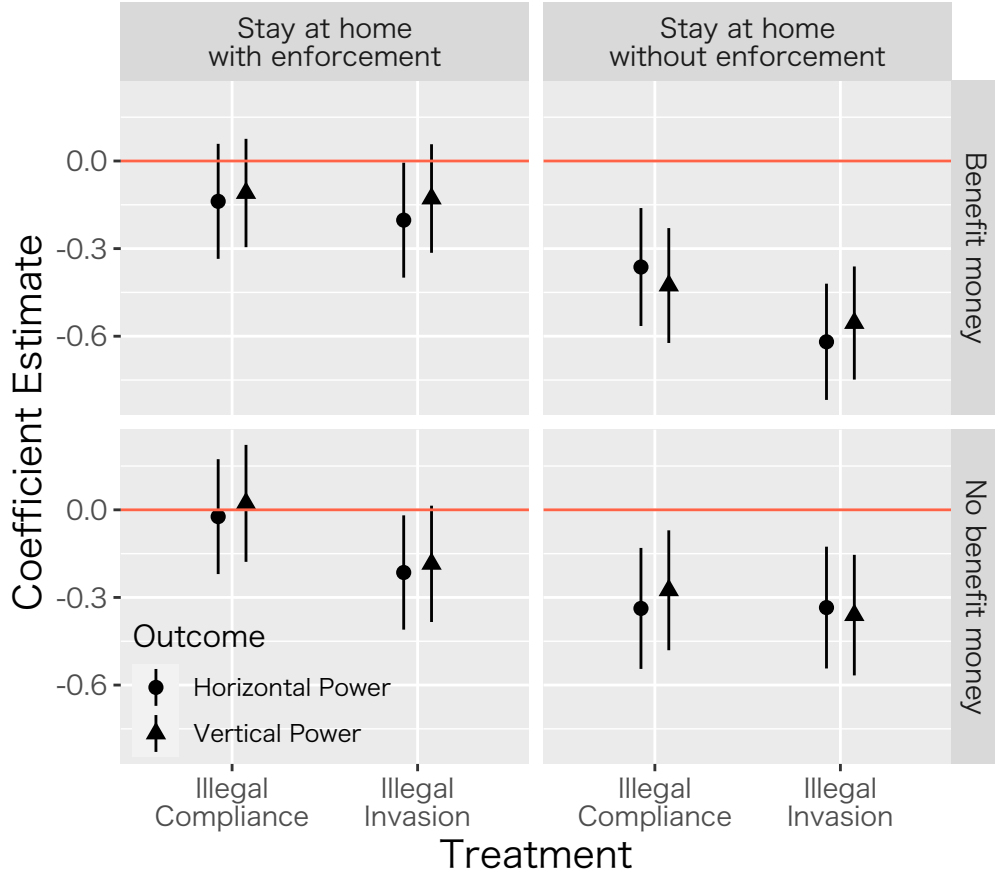 Stay at home
with enforcement
Stay at home
without enforcement
Coefficient Estimate
0.0
-0.3
-0.6
Benefit money
0.0
-0.3
-0.6
No benefit money
Outcome
Horizontal Power
Vertical Power
Illegal
Compliance
Illegal
Invasion
Illegal
Compliance
Illegal
Invasion
Treatment